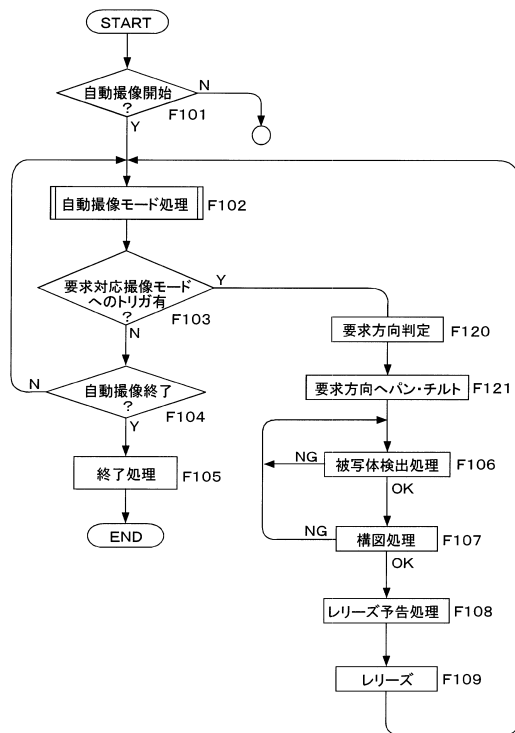 START
自動撮像開始
?
N
F101
Y
自動撮像モード処理
F102
要求対応撮像モード
へのトリガ有
?
Y
F103
N
自動撮像終了
?
N
F104
Y
終了処理
F105
END
要求方向判定
F120
要求方向へパン・チルト
F121
NG
被写体検出処理
F106
OK
NG
構図処理
F107
OK
レリーズ予告処理
F108
レリーズ
F109